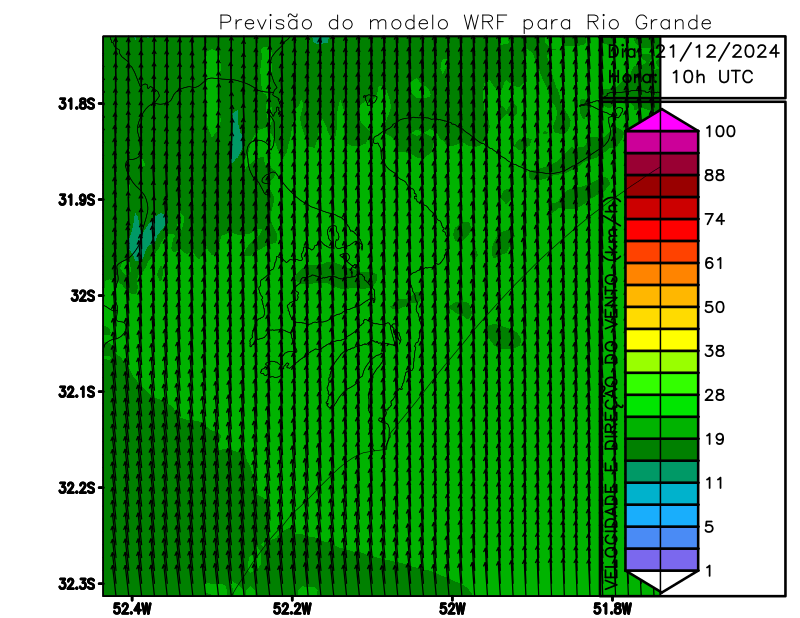 Previsão do modelo WRF para Rio Grande
Dia: 21/12/2024
Hora: 10h UTC
31.8S
31.9S
32S
32.1S
32.2S
32.3S
52.4W
52.2W
52W
51.8W
VELOCIDADE E DIREÇÃO DO VENTO (km/h)
100
88
74
61
50
38
28
19
11
5
1